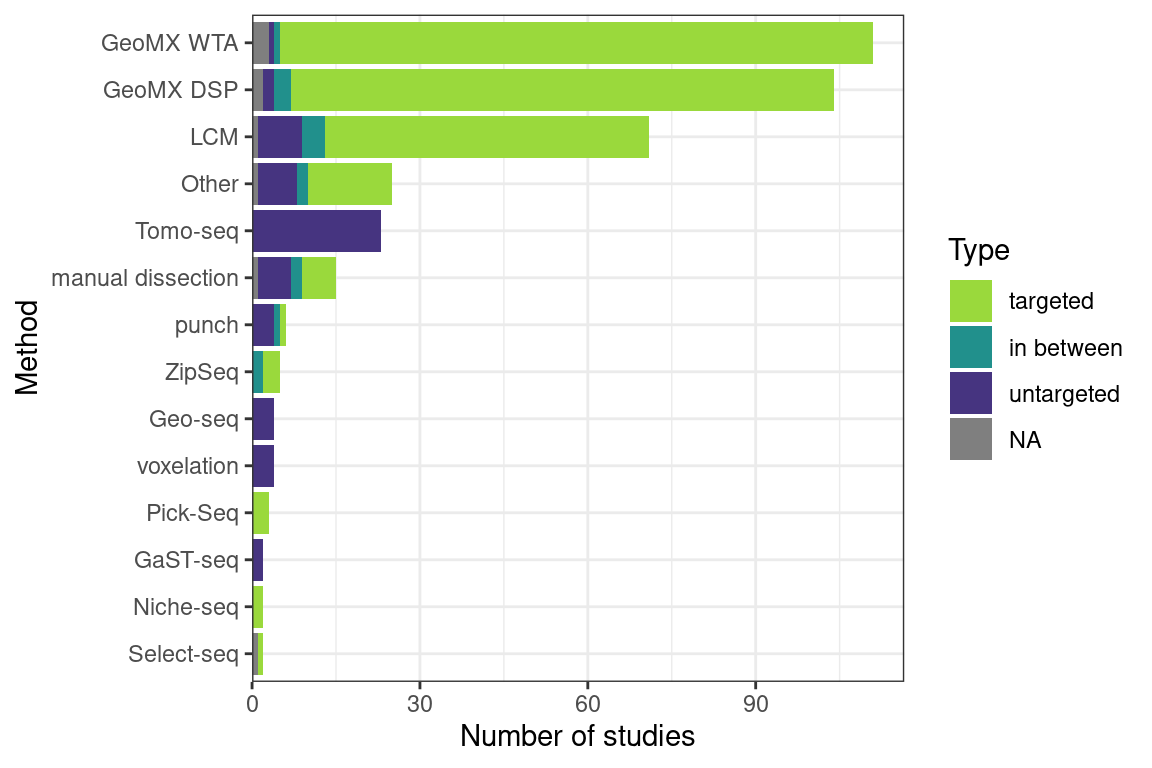 GeoMX WTA
GeoMX DSP
LCM
Other
Tomo-seq
manual dissection
punch
ZipSeq
Geo-seq
voxelation
Pick-Seq
GaST-seq
Niche-seq
Select-seq
Method
0 30 60 90
Number of studies
Type
targeted
in between
untargeted
NA